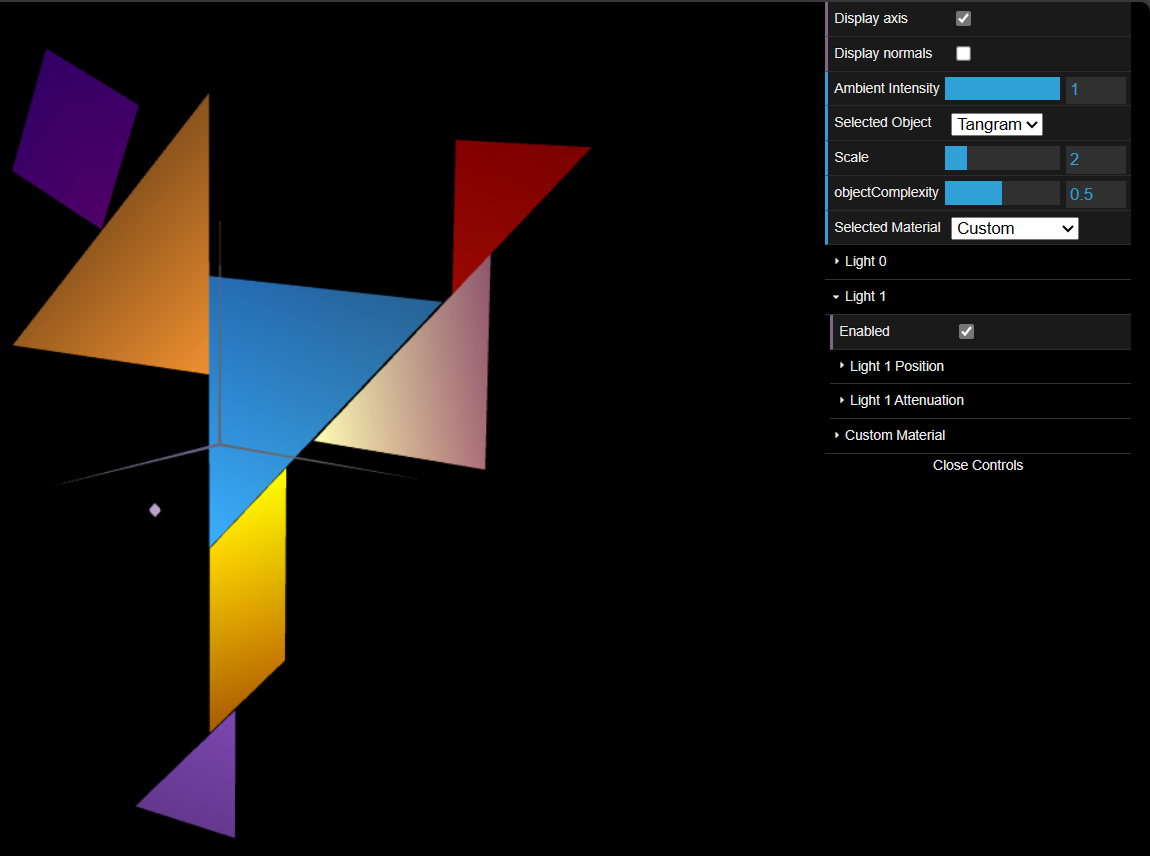 Display axis
Display normals
Ambient Intensity 1
Selected Object Tangram
Scale 2
objectComplexity 0.5
Selected Material Custom
Light 0
Light 1
Enabled
Light 1 Position
Light 1 Attenuation
Custom Material
Close Controls